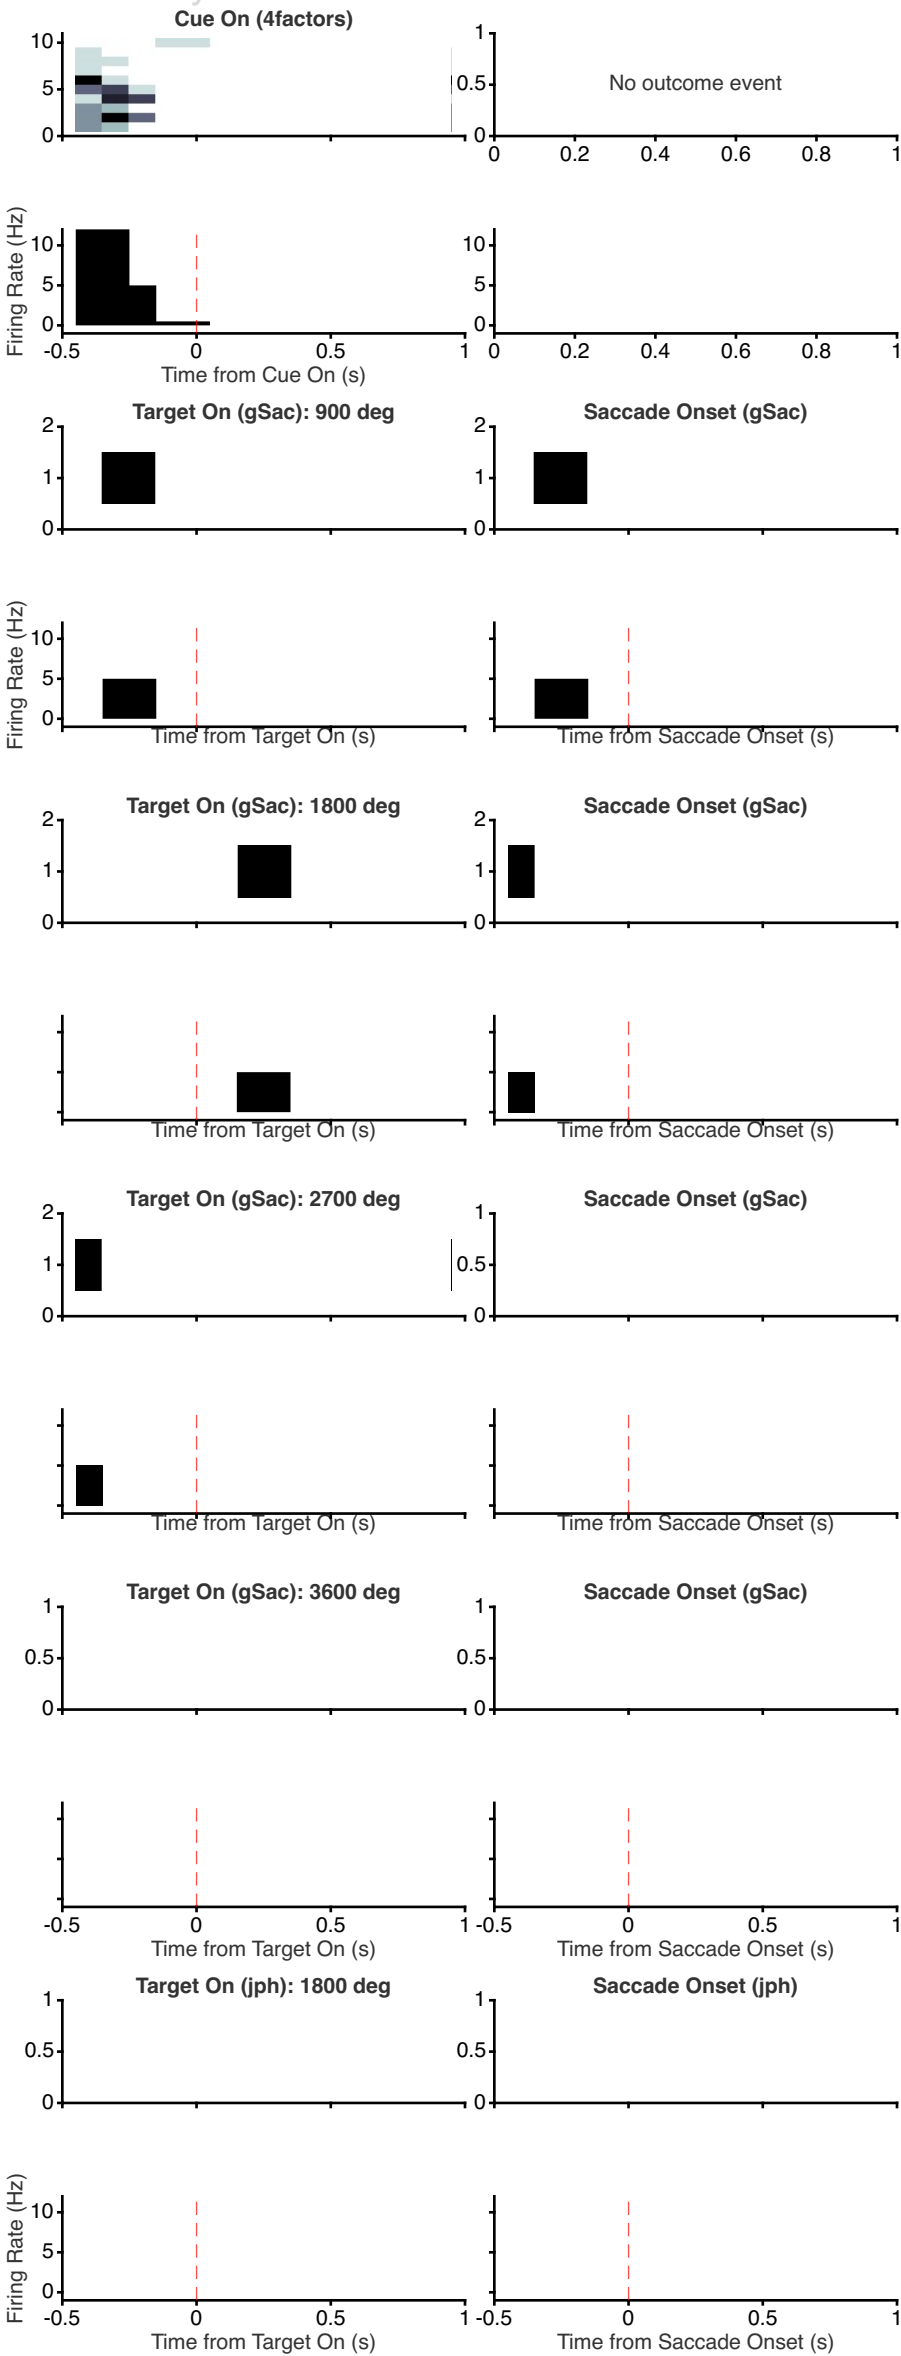 Cue On (4factors)
10
5
0
1
0.5
0
No outcome event
0 0.2 0.4 0.6 0.8 1
Firing Rate (Hz)
10
5
0
-0.5 0 0.5 1
Time from Cue On (s)
10
5
0
0 0.2 0.4 0.6 0.8 1
Target On (gSac): 900 deg
2
1
0
Saccade Onset (gSac)
2
1
0
Firing Rate (Hz)
10
5
0
Time from Target On (s)
Time from Saccade Onset (s)
Target On (gSac): 1800 deg
2
1
0
Saccade Onset (gSac)
2
1
0
Time from Target On (s)
Time from Saccade Onset (s)
Target On (gSac): 2700 deg
2
1
0
Saccade Onset (gSac)
1
0.5
0
Time from Target On (s)
Time from Saccade Onset (s)
Target On (gSac): 3600 deg
1
0.5
0
Saccade Onset (gSac)
1
0.5
0
-0.5 0 0.5 1
Time from Target On (s)
-0.5 0 0.5 1
Time from Saccade Onset (s)
Target On (jph): 1800 deg
1
0.5
0
Saccade Onset (jph)
1
0.5
0
Firing Rate (Hz)
10
5
0
-0.5 0 0.5 1
Time from Target On (s)
-0.5 0 0.5 1
Time from Saccade Onset (s)